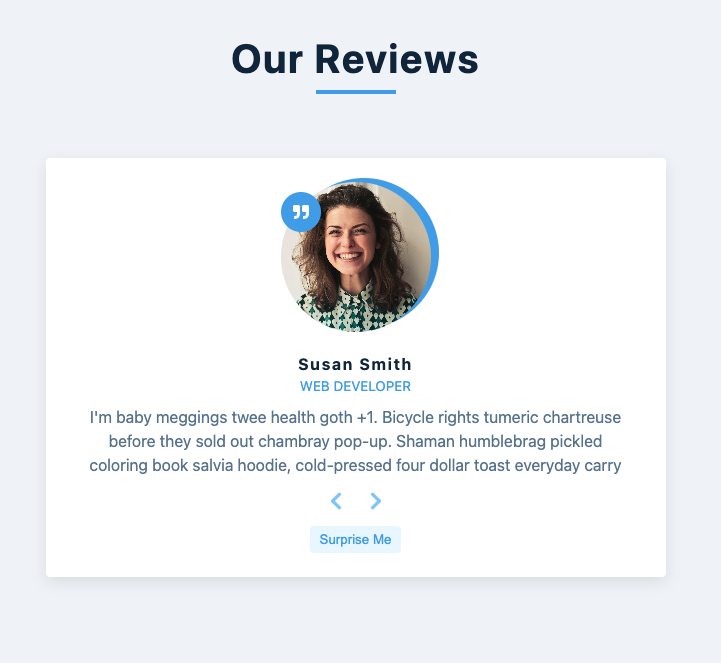 Our Reviews
Susan Smith
WEB DEVELOPER
I'm baby meggings twee health goth +1. Bicycle rights tumeric chartreuse
before they sold out chambray pop-up. Shaman humblebrag pickled
coloring book salvia hoodie, cold-pressed four dollar toast everyday carry
Surprise Me